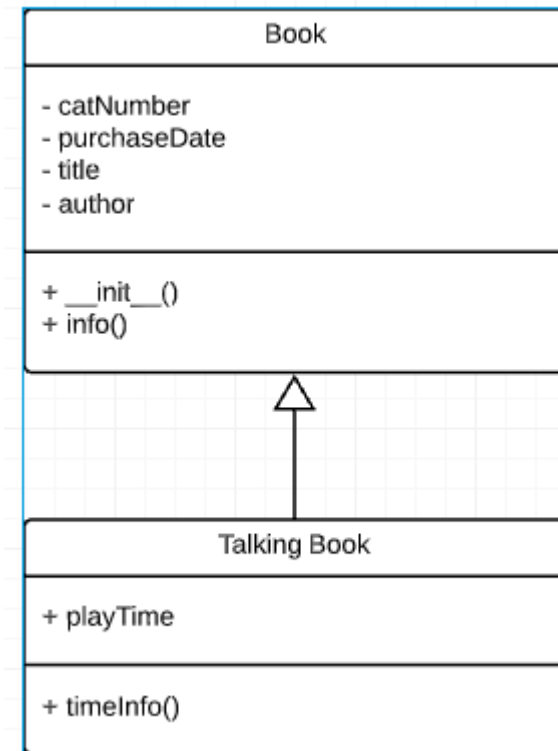 Book
- catNumber
- purchaseDate
- title
- author
+ __init__()
+ info()
Talking Book
+ playTime
+ timeInfo()